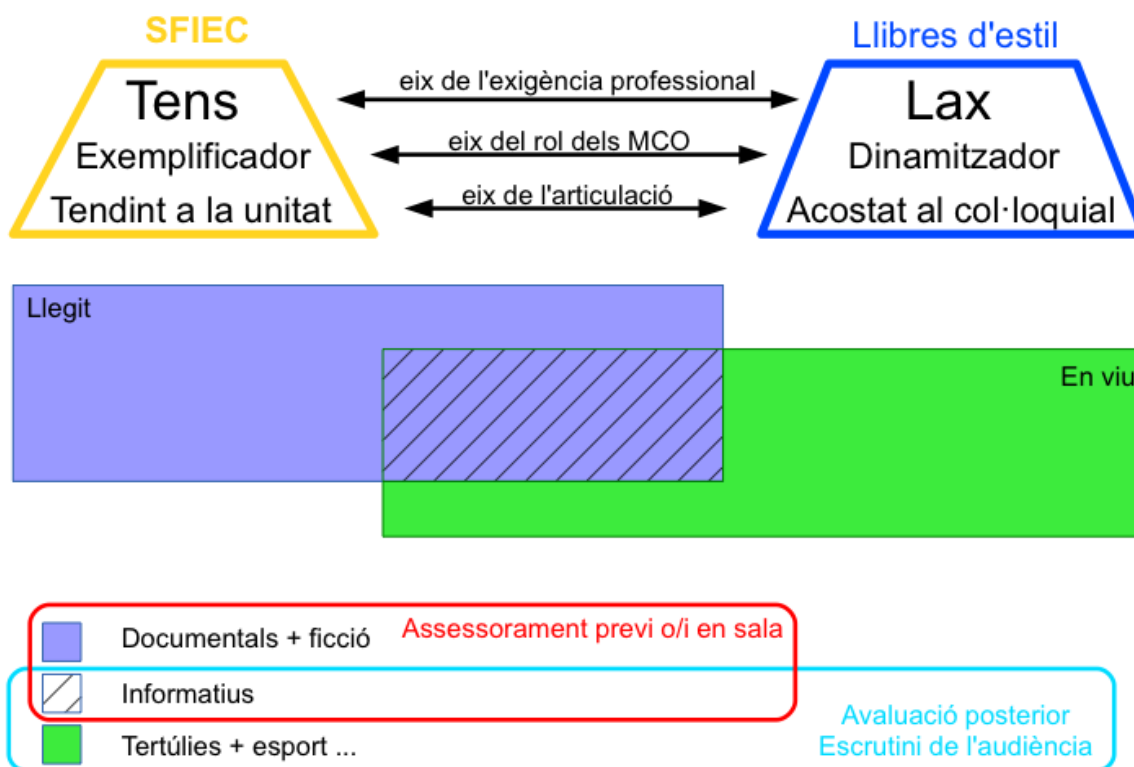 SFIEC
Llibres d'estil
Tens
Exemplificador
Tendint a la unitat
eix de l'exigència professional
eix del rol dels MCO
eix de l'articulació
Lax
Dinamitzador
Acostat al col·loquial
Llegit
En viu
Documentals + ficció
Assessorament previ o/i en sala
Informatius
Tertúlies + esport ...
Avaluació posterior
Escrutini de l'audiència